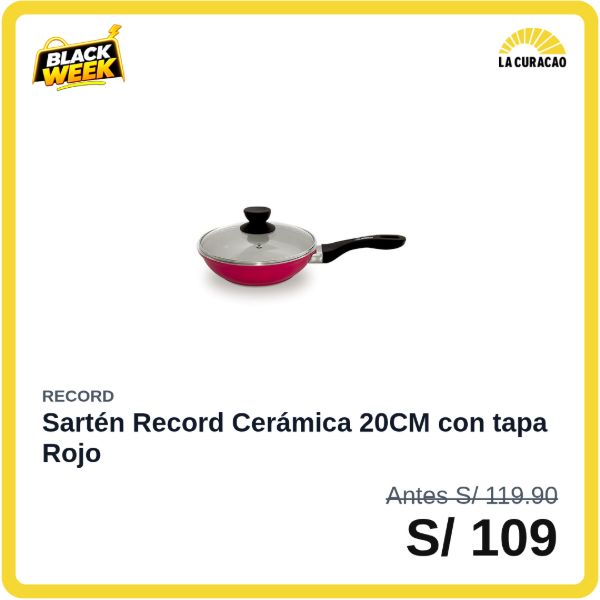 BLACK
WEEK
LA CURACAO
RECORD
Sartén Record Cerámica 20CM con tapa
Rojo
Antes S/ 119.90
S/ 109